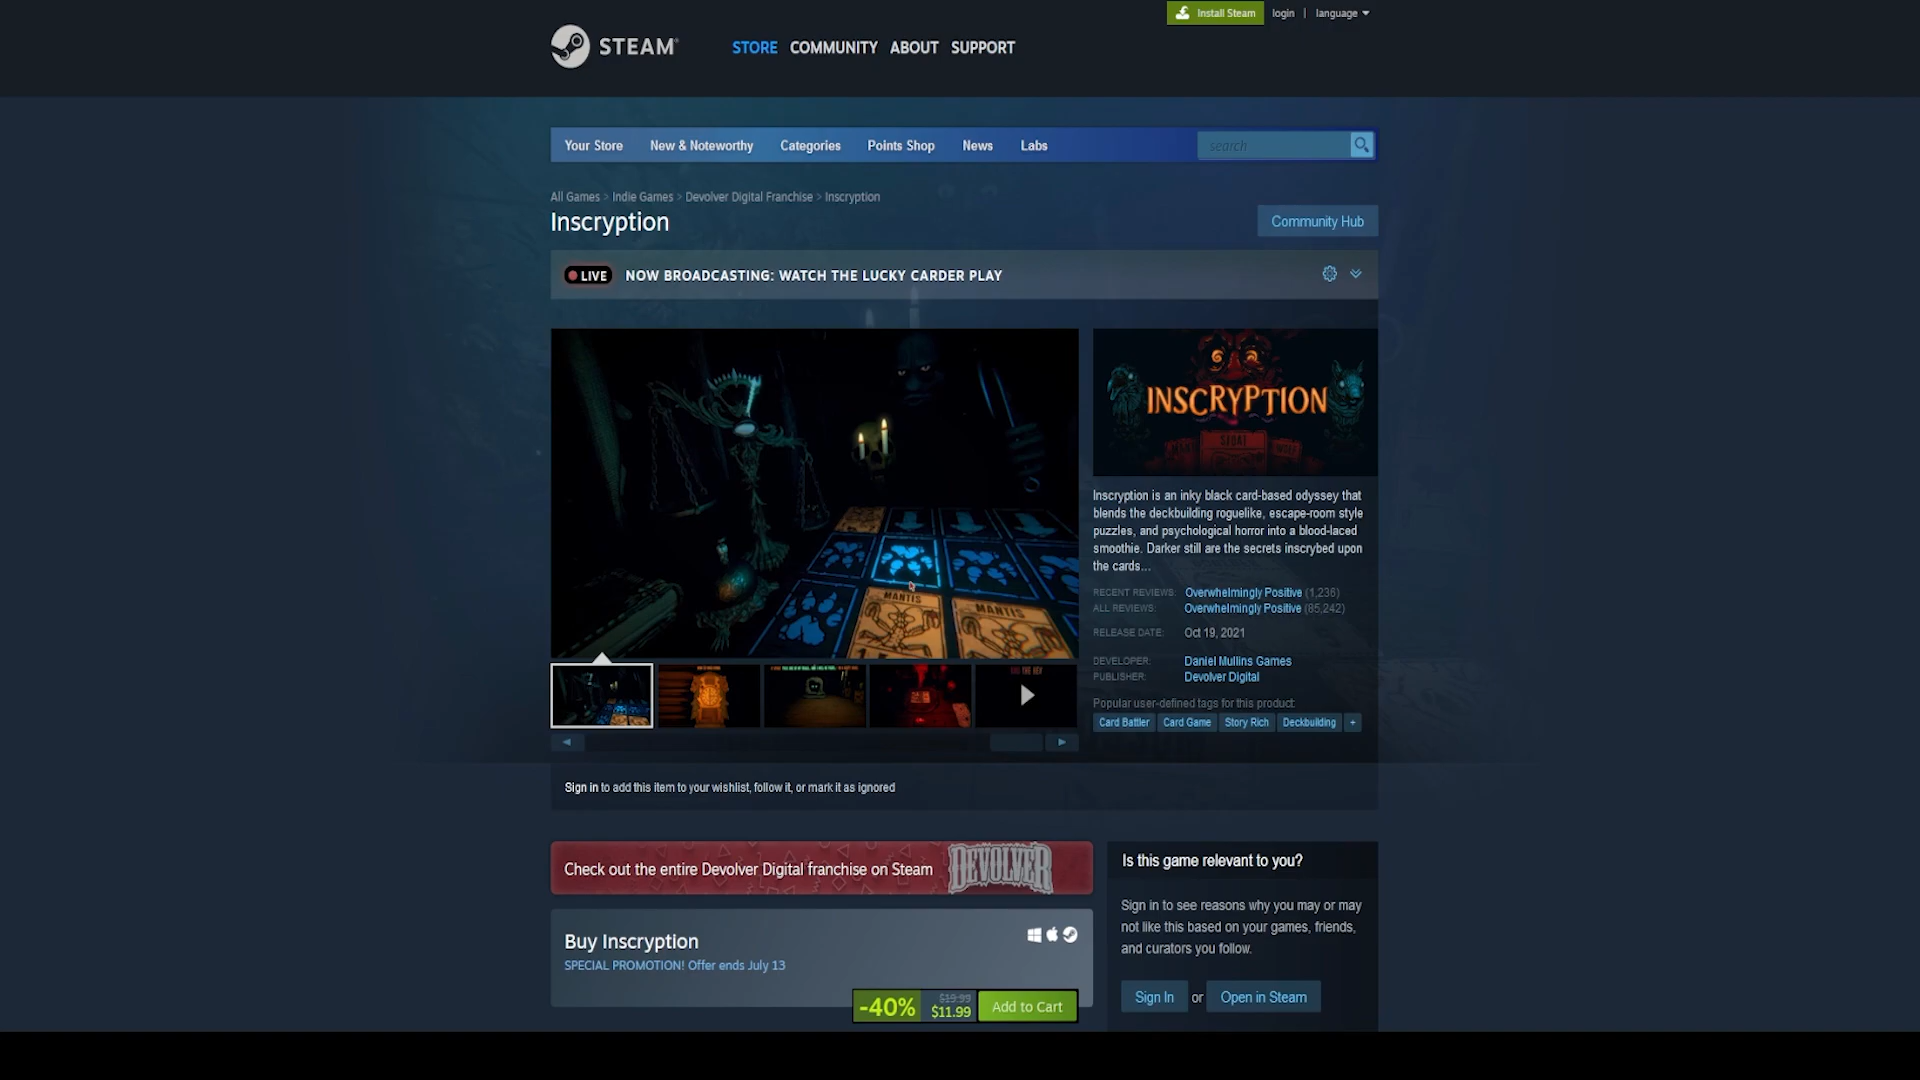 Install Steam login | language
STEAM
STORE COMMUNITY ABOUT SUPPORT
Your Store New & Noteworthy Categories Points Shop News Labs search
All Games > Indie Games > Devolver Digital Franchise > Inscryption
Inscryption
Community Hub
LIVE NOW BROADCASTING: WATCH THE LUCKY CARDER PLAY
INSCRYPTION
MANTIS MANTIS
Inscryption is an inky black card-based odyssey that
blends the deckbuilding roguelike, escape-room style
puzzles, and psychological horror into a blood-laced
smoothie. Darker still are the secrets inscrybed upon
the cards...
RECENT REVIEWS: Overwhelmingly Positive (1,236)
ALL REVIEWS: Overwhelmingly Positive (85,242)
RELEASE DATE: Oct 19, 2021
DEVELOPER: Daniel Mullins Games
PUBLISHER: Devolver Digital
Popular user-defined tags for this product:
Card Battler Card Game Story Rich Deckbuilding +
Sign in to add this item to your wishlist, follow it, or mark it as ignored
Check out the entire Devolver Digital franchise on Steam DEVOLVER
Is this game relevant to you?
Sign in to see reasons why you may or may
not like this based on your games, friends,
and curators you follow.
Sign In or Open in Steam
Buy Inscryption
SPECIAL PROMOTION! Offer ends July 13
-40% $19.99 $11.99 Add to Cart